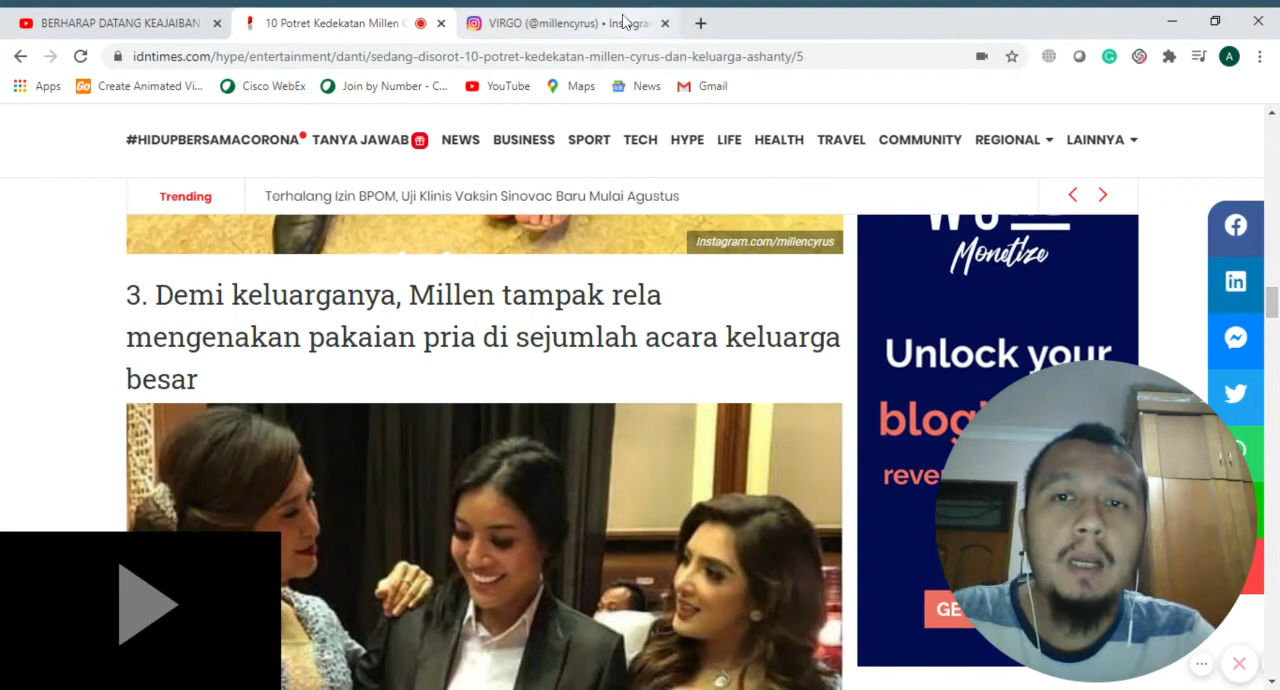 BERHARAP DATANG KEAJAIBAN
10 Potret Kedekatan Millen
VIRGO (@millencyrus) •
idntimes.com/hype/entertainment/danti/sedang-disorot-10-potret-kedekatan-millen-cyrus-dan-keluarga-ashanty/5
A
Apps
Create Animated Vi...
Cisco WebEx
Join by Number - C...
YouTube
Maps
News
Gmail
#HIDUPBERSAMACORONA
TANYA JAWAB
NEWS
BUSINESS
SPORT
TECH
HYPE
LIFE
HEALTH
TRAVEL
COMMUNITY
REGIONAL
LAINNYA
Trending
Terhalang Izin BPOM, Uji Klinis Vaksin Sinovac Baru Mulai Agustus
Instagram.com/millencyrus
3. Demi keluarganya, Millen tampak rela
mengenakan pakaian pria di sejumlah acara keluarga
besar
Monetize
Unlock your